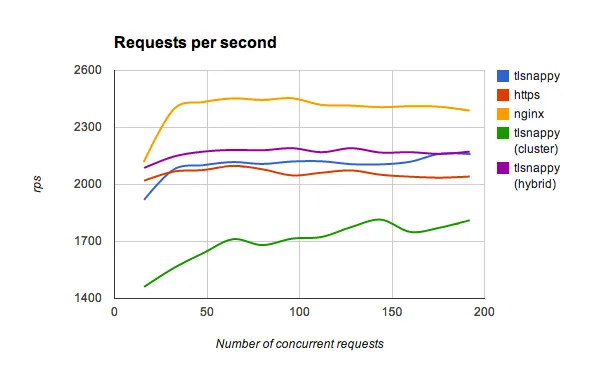 Requests per second
2600
2300
2000
1700
1400
rps
0
50
100
150
200
Number of concurrent requests
tlsnappy
https
nginx
tlsnappy
(cluster)
tlsnappy
(hybrid)